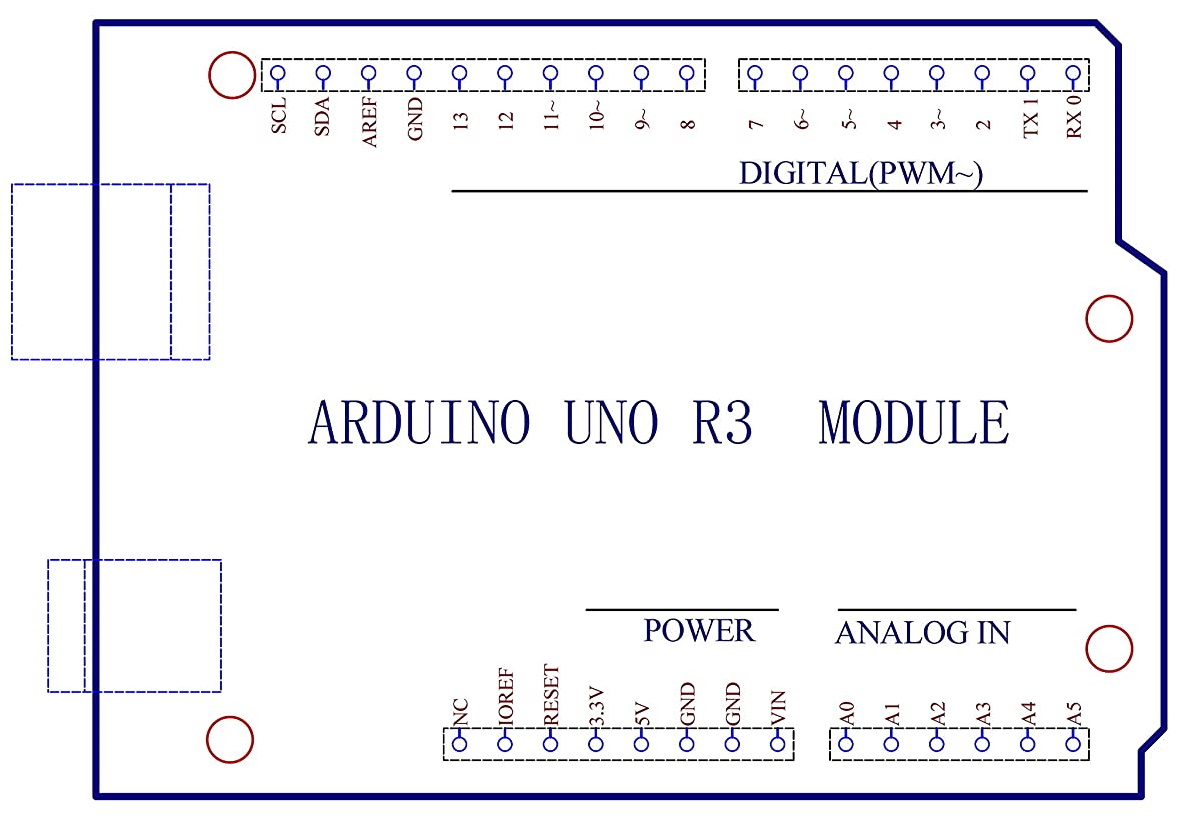 SCL SDA AREF GND 13 12 11~ 10~ 9~ 8 7 6~ 5~ 4 3~ 2 TX 1 RX 0
DIGITAL(PWM~)
ARDUINO UNO R3 MODULE
POWER ANALOG IN
NC IOREF RESET 3.3V 5V GND GND VIN A0 A1 A2 A3 A4 A5